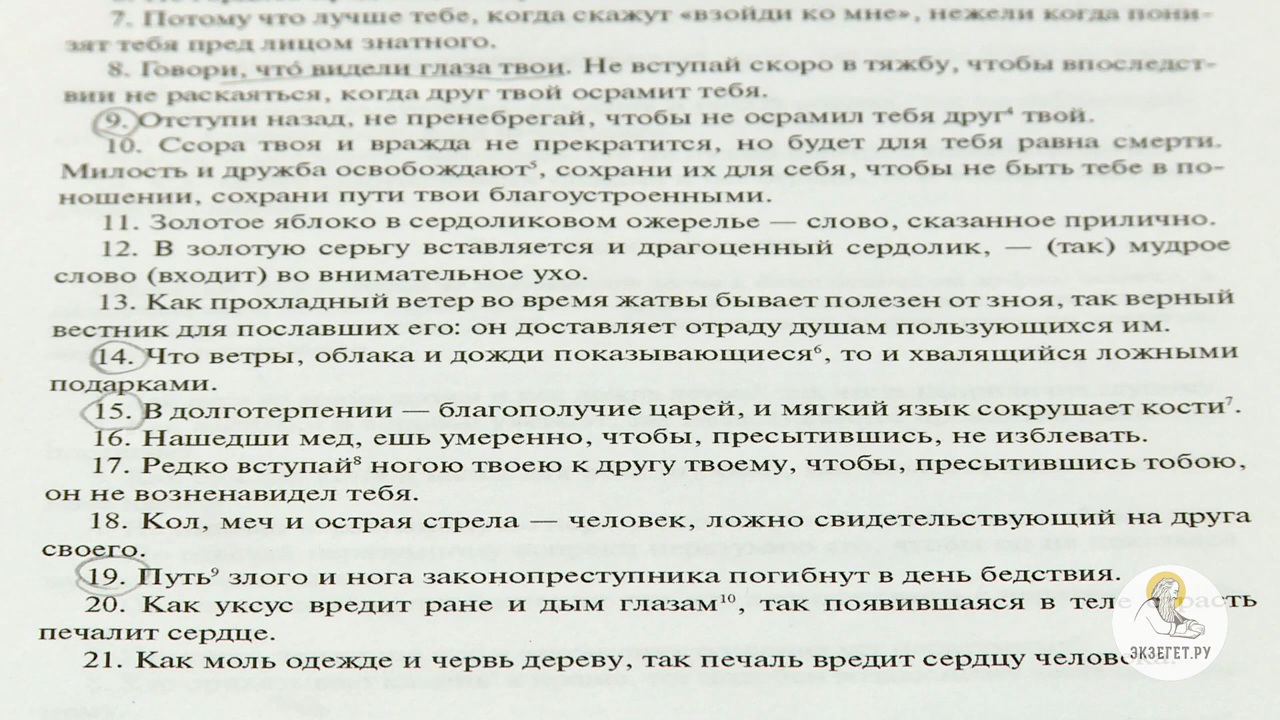 7. Потому что лучше тебе, когда скажут «взойди ко мне», нежели когда пони-
зят тебя пред лицом знатного.
8. Говори, что́ видели глаза твои. Не вступай скоро в тяжбу, чтобы впоследст-
вии не раскаяться, когда друг твой осрамит тебя.
9. Отступи назад, не пренебрегай, чтобы не осрамил тебя друг⁴ твой.
10. Ссора твоя и вражда не прекратится, но будет для тебя равна смерти.
Милость и дружба освобождают⁵, сохрани их для себя, чтобы не быть тебе в по-
ношении, сохрани пути твои благоустроенными.
11. Золотое яблоко в сердоликовом ожерелье — слово, сказанное прилично.
12. В золотую серьгу вставляется и драгоценный сердолик, — (так) мудрое
слово (входит) во внимательное ухо.
13. Как прохладный ветер во время жатвы бывает полезен от зноя, так верный
вестник для пославших его: он доставляет отраду душам пользующихся им.
14. Что ветры, облака и дожди показывающиеся⁶, то и хвалящийся ложными
подарками.
15. В долготерпении — благополучие царей, и мягкий язык сокрушает кости⁷.
16. Нашедши мед, ешь умеренно, чтобы, пресытившись, не изблевать.
17. Редко вступай⁸ ногою твоею к другу твоему, чтобы, пресытившись тобою,
он не возненавидел тебя.
18. Кол, меч и острая стрела — человек, ложно свидетельствующий на друга
своего.
19. Путь⁹ злого и нога законопреступника погибнут в день бедствия.
20. Как уксус вредит ране и дым глазам¹⁰, так появившаяся в теле страсть
печалит сердце.
21. Как моль одежде и червь дереву, так печаль вредит сердцу человека.
ЭКЗЕГЕТ.РУ